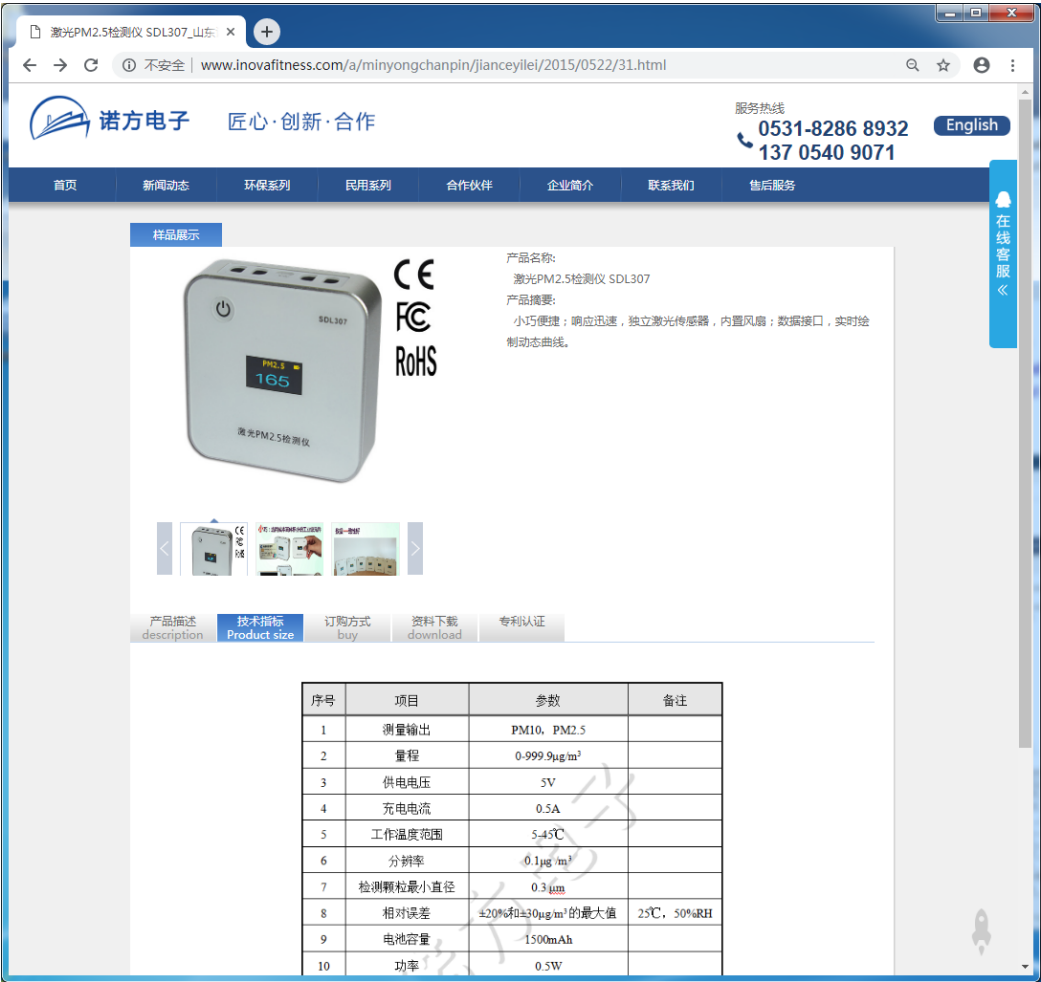 激光PM2.5检测仪 SDL307_山东
不安全 | www.inovafitness.com/a/minyongchanpin/jianceyilei/2015/0522/31.html
诺方电子 匠心·创新·合作
服务热线
0531-8286 8932
137 0540 9071
English
首页 新闻动态 环保系列 民用系列 合作伙伴 企业简介 联系我们 售后服务
在线客服
样品展示
产品名称:
激光PM2.5检测仪 SDL307
产品摘要:
小巧便捷；响应迅速，独立激光传感器，内置风扇；数据接口，实时绘
制动态曲线。
CE
FC
RoHS
SDL307
PM2.5
165
激光PM2.5检测仪
产品描述 技术指标 订购方式 资料下载 专利认证
description Product size buy download
序号 项目 参数 备注
1 测量输出 PM10，PM2.5
2 量程 0-999.9μg/m³
3 供电电压 5V
4 充电电流 0.5A
5 工作温度范围 5-45℃
6 分辨率 0.1μg /m³
7 检测颗粒最小直径 0.3 μm
8 相对误差 ±20%和±30μg/m³的最大值 25℃，50%RH
9 电池容量 1500mAh
10 功率 0.5W
诺方电子